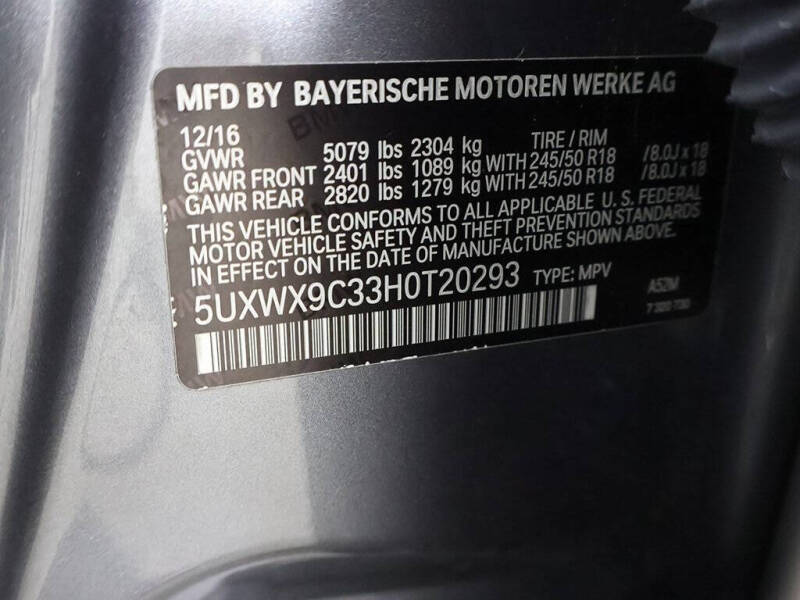 MFD BY BAYERISCHE MOTOREN WERKE AG
12/16 TIRE / RIM
GVWR 5079 lbs 2304 kg
GAWR FRONT 2401 lbs 1089 kg WITH 245/50 R18 / 8.0J x 18
GAWR REAR 2820 lbs 1279 kg WITH 245/50 R18 / 8.0J x 18
THIS VEHICLE CONFORMS TO ALL APPLICABLE U. S. FEDERAL
MOTOR VEHICLE SAFETY AND THEFT PREVENTION STANDARDS
IN EFFECT ON THE DATE OF MANUFACTURE SHOWN ABOVE.
5UXWX9C33H0T20293 TYPE: MPV
A52M